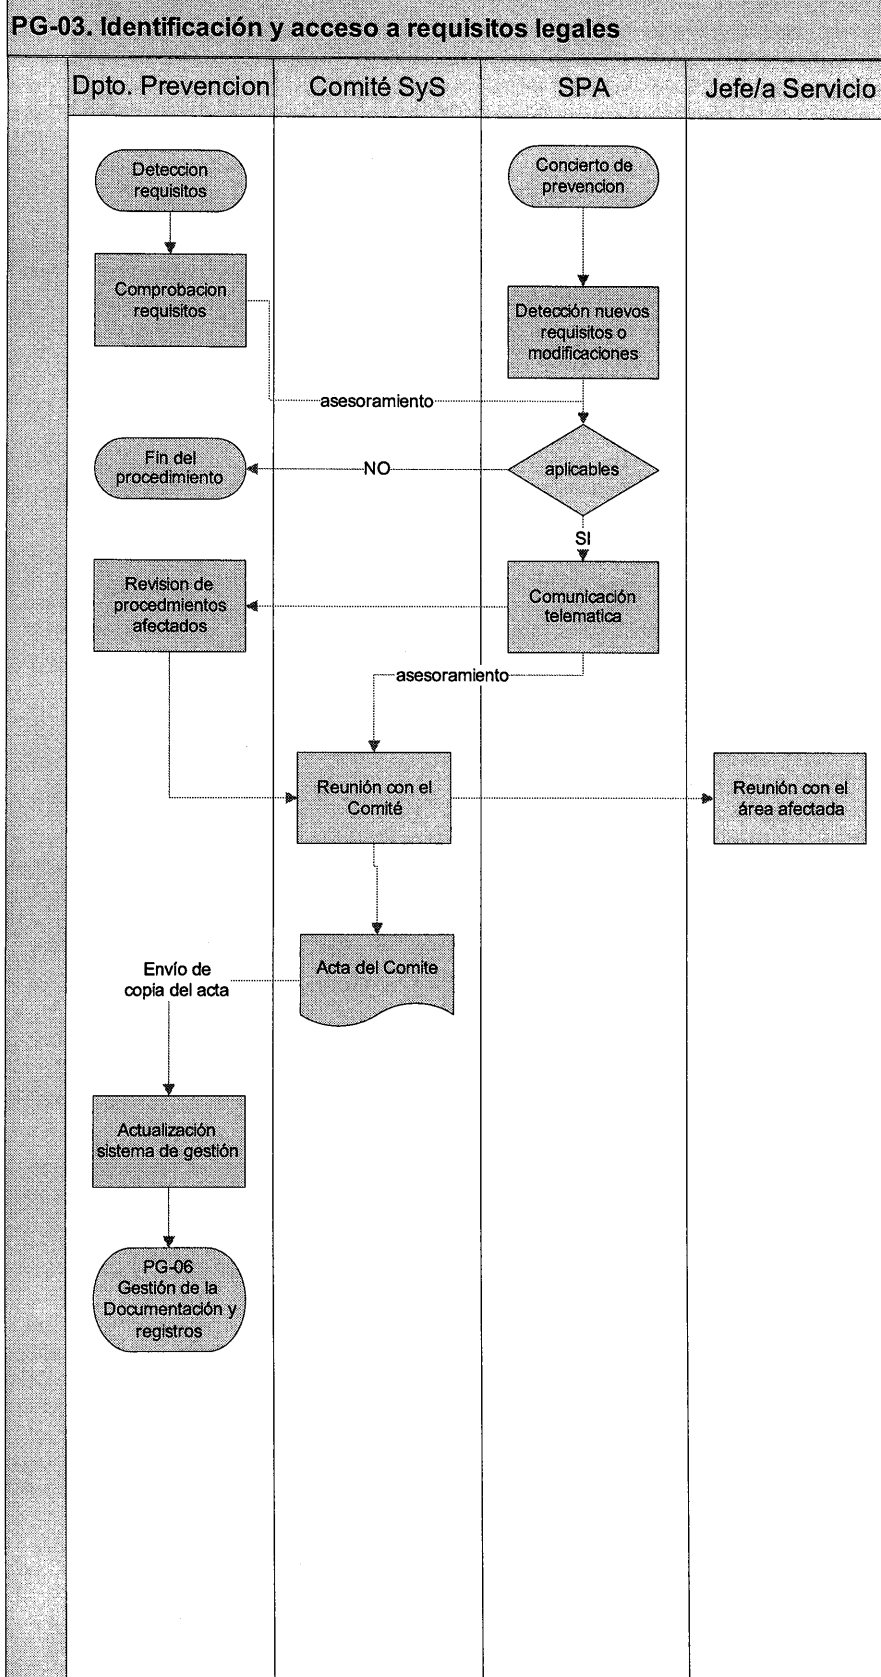 PG-03. Identificación y acceso a requisitos legales
Dpto. Prevencion
Comité SyS
SPA
Jefe/a Servicio
Deteccion
requisitos
Concierto de
prevencion
Comprobacion
requisitos
Detección nuevos
requisitos o
modificaciones
asesoramiento
Fin del
procedimiento
NO
aplicables
SI
Revision de
procedmientos
afectados
Comunicación
telematica
asesoramiento
Reunión con el
Comité
Reunión con el
área afectada
Acta del Comite
Envío de
copia del acta
Actualización
sistema de gestión
PG-06
Gestión de la
Documentación y
registros